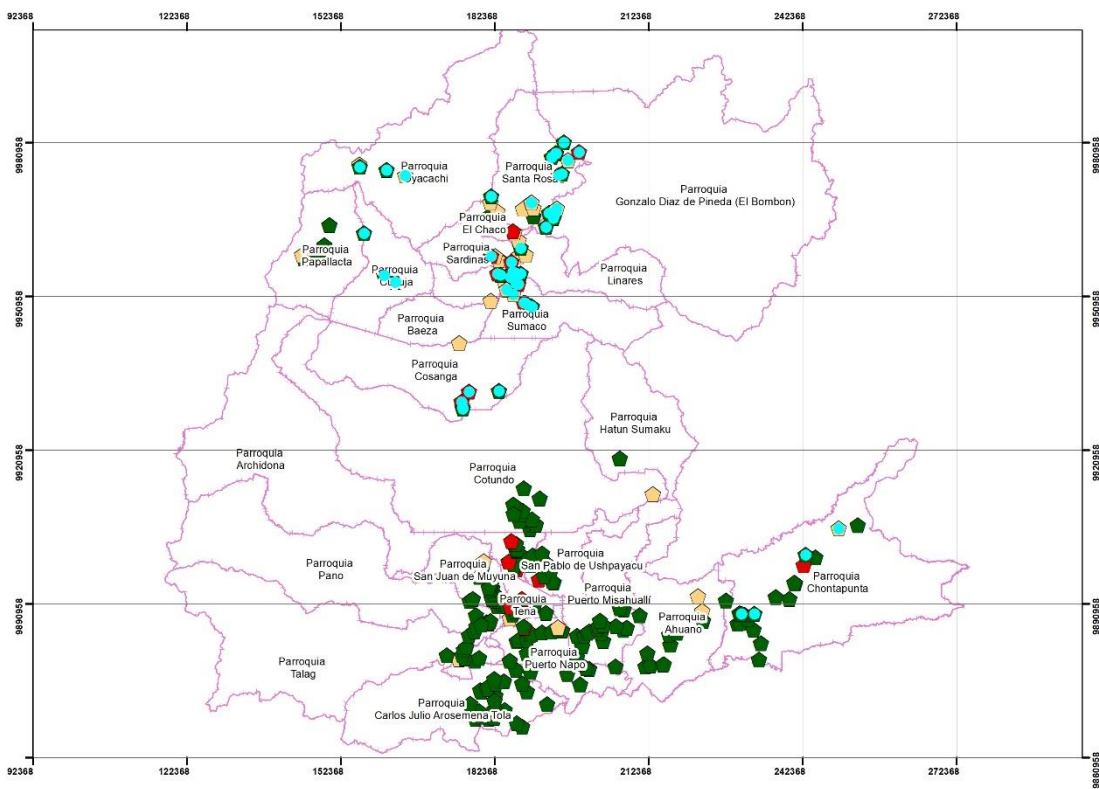 92368 122368 152368 182368 212368 242368 272368
9980958
9980958
Parroquia
Oyacachi
Parroquia
Santa Rosa
Parroquia
Gonzalo Diaz de Pineda (El Bombon)
Parroquia
El Chaco
Parroquia
Papallacta
Parroquia
Sardinas
Parroquia
Linares
Parroquia
9950958
9950958
Parroquia
Baeza
Parroquia
Sumaco
Parroquia
Cosanga
Parroquia
Hatun Sumaku
9920958
9920958
Parroquia
Archidona
Parroquia
Cotundo
Parroquia
Pano
Parroquia
San Juan de Muyuna
Parroquia
San Pablo de Ushpayacu
Parroquia
Chontapunta
Parroquia
Puerto Misahuallí
9890958
9890958
Parroquia
Tena
Parroquia
Ahuano
Parroquia
Puerto Napo
Parroquia
Talag
Parroquia
Carlos Julio Arosemena Tola
9860958
92368 122368 152368 182368 212368 242368 272368